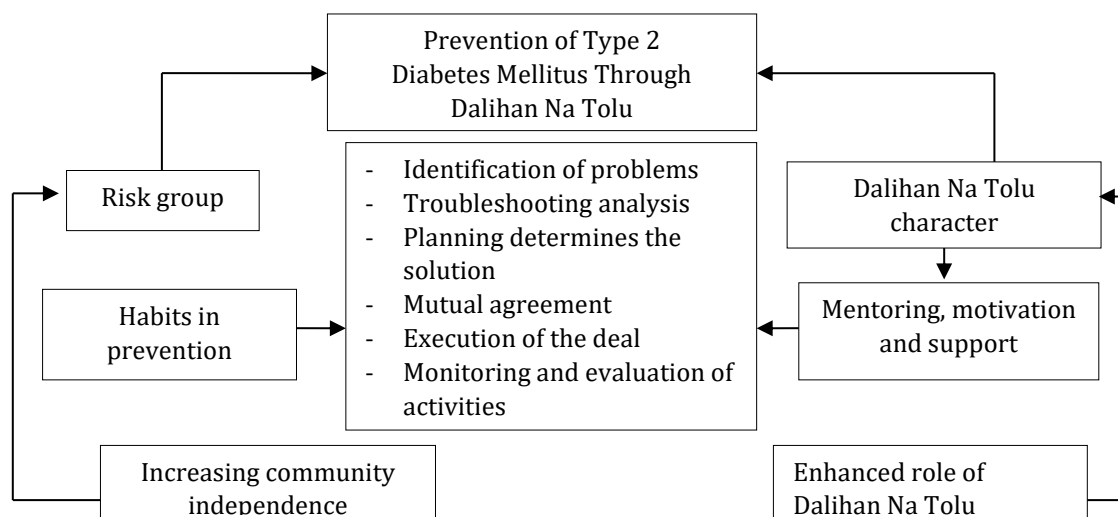 Prevention of Type 2
Diabetes Mellitus Through
Dalihan Na Tolu
Risk group
- Identification of problems
- Troubleshooting analysis
- Planning determines the
solution
- Mutual agreement
- Execution of the deal
- Monitoring and evaluation of
activities
Dalihan Na Tolu
character
Habits in
prevention
Mentoring, motivation
and support
Increasing community
independence
Enhanced role of
Dalihan Na Tolu